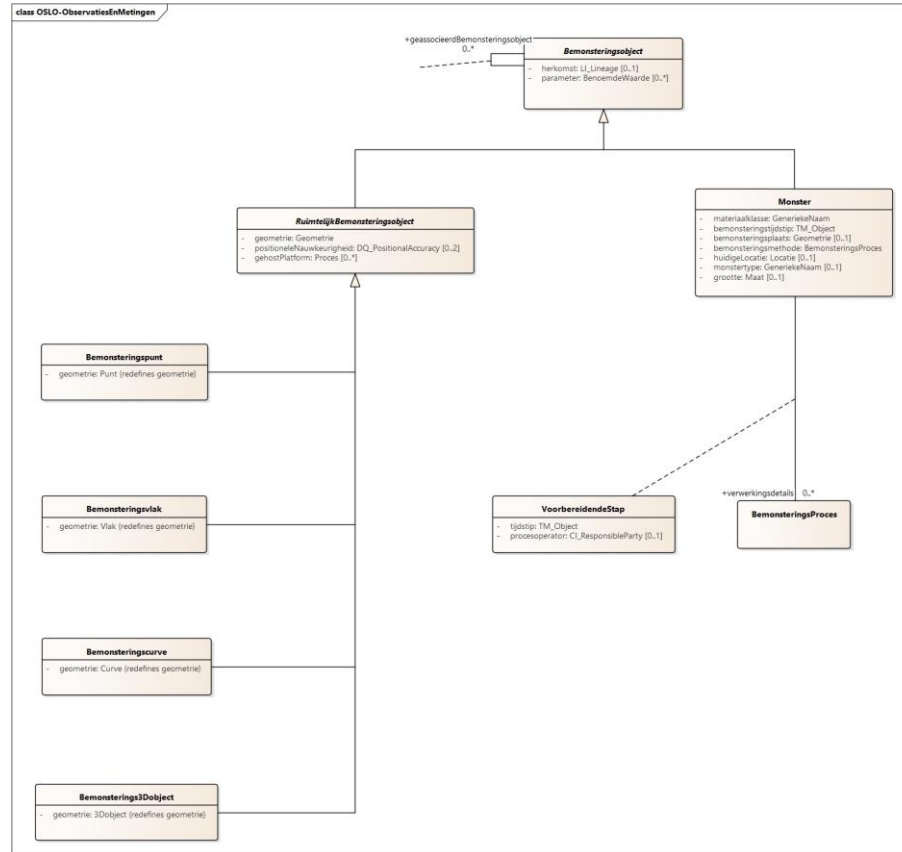 class OSLO-ObservatiesEnMetingen
+geassocieerdBemonsteringsobject
0..*
Bemonsteringsobject
- herkomst: LI_Lineage [0..1]
- parameter: BenoemdeWaarde [0..*]
RuimtelijkBemonsteringsobject
- geometrie: Geometrie
- positioneleNauwkeurigheid: DQ_PositionalAccuracy [0..2]
- gehostPlatform: Proces [0..*]
Monster
- materiaalklasse: GeneriekeNaam
- bemonsteringstijdstip: TM_Object
- bemonsteringsplaats: Geometrie [0..1]
- bemonsteringsmethode: BemonsteringsProces
- huidigeLocatie: Locatie [0..1]
- monstertype: GeneriekeNaam [0..1]
- grootte: Maat [0..1]
Bemonsteringspunt
- geometrie: Punt {redefines geometrie}
Bemonsteringsvlak
- geometrie: Vlak {redefines geometrie}
VoorbereidendeStap
- tijdstip: TM_Object
- procesoperator: CI_ResponsibleParty [0..1]
+verwerkingsdetails 0..*
BemonsteringsProces
Bemonsteringscurve
- geometrie: Curve {redefines geometrie}
Bemonsterings3Dobject
- geometrie: 3Dobject {redefines geometrie}